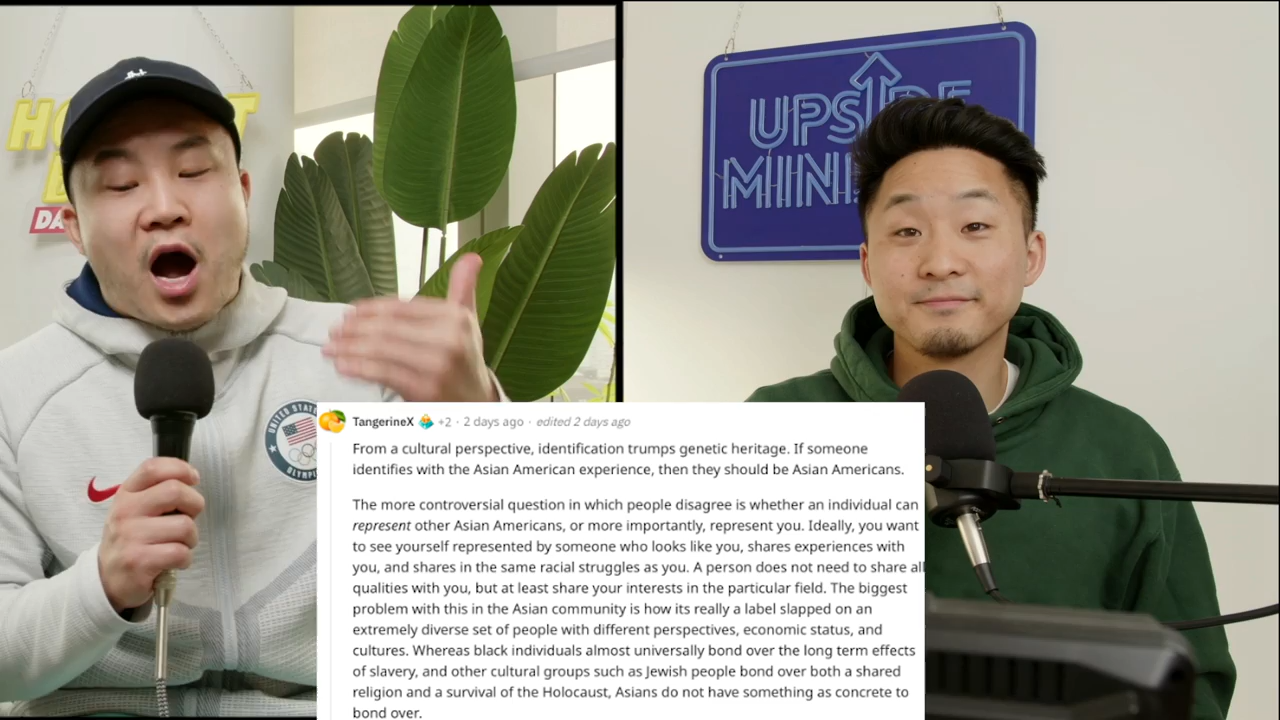 UPSIDE
UNITED STATES
TangerineX +2 · 2 days ago · edited 2 days ago
From a cultural perspective, identification trumps genetic heritage. If someone
identifies with the Asian American experience, then they should be Asian Americans.
The more controversial question in which people disagree is whether an individual can
represent other Asian Americans, or more importantly, represent you. Ideally, you want
to see yourself represented by someone who looks like you, shares experiences with
you, and shares in the same racial struggles as you. A person does not need to share all
qualities with you, but at least share your interests in the particular field. The biggest
problem with this in the Asian community is how its really a label slapped on an
extremely diverse set of people with different perspectives, economic status, and
cultures. Whereas black individuals almost universally bond over the long term effects
of slavery, and other cultural groups such as Jewish people bond over both a shared
religion and a survival of the Holocaust, Asians do not have something as concrete to
bond over.